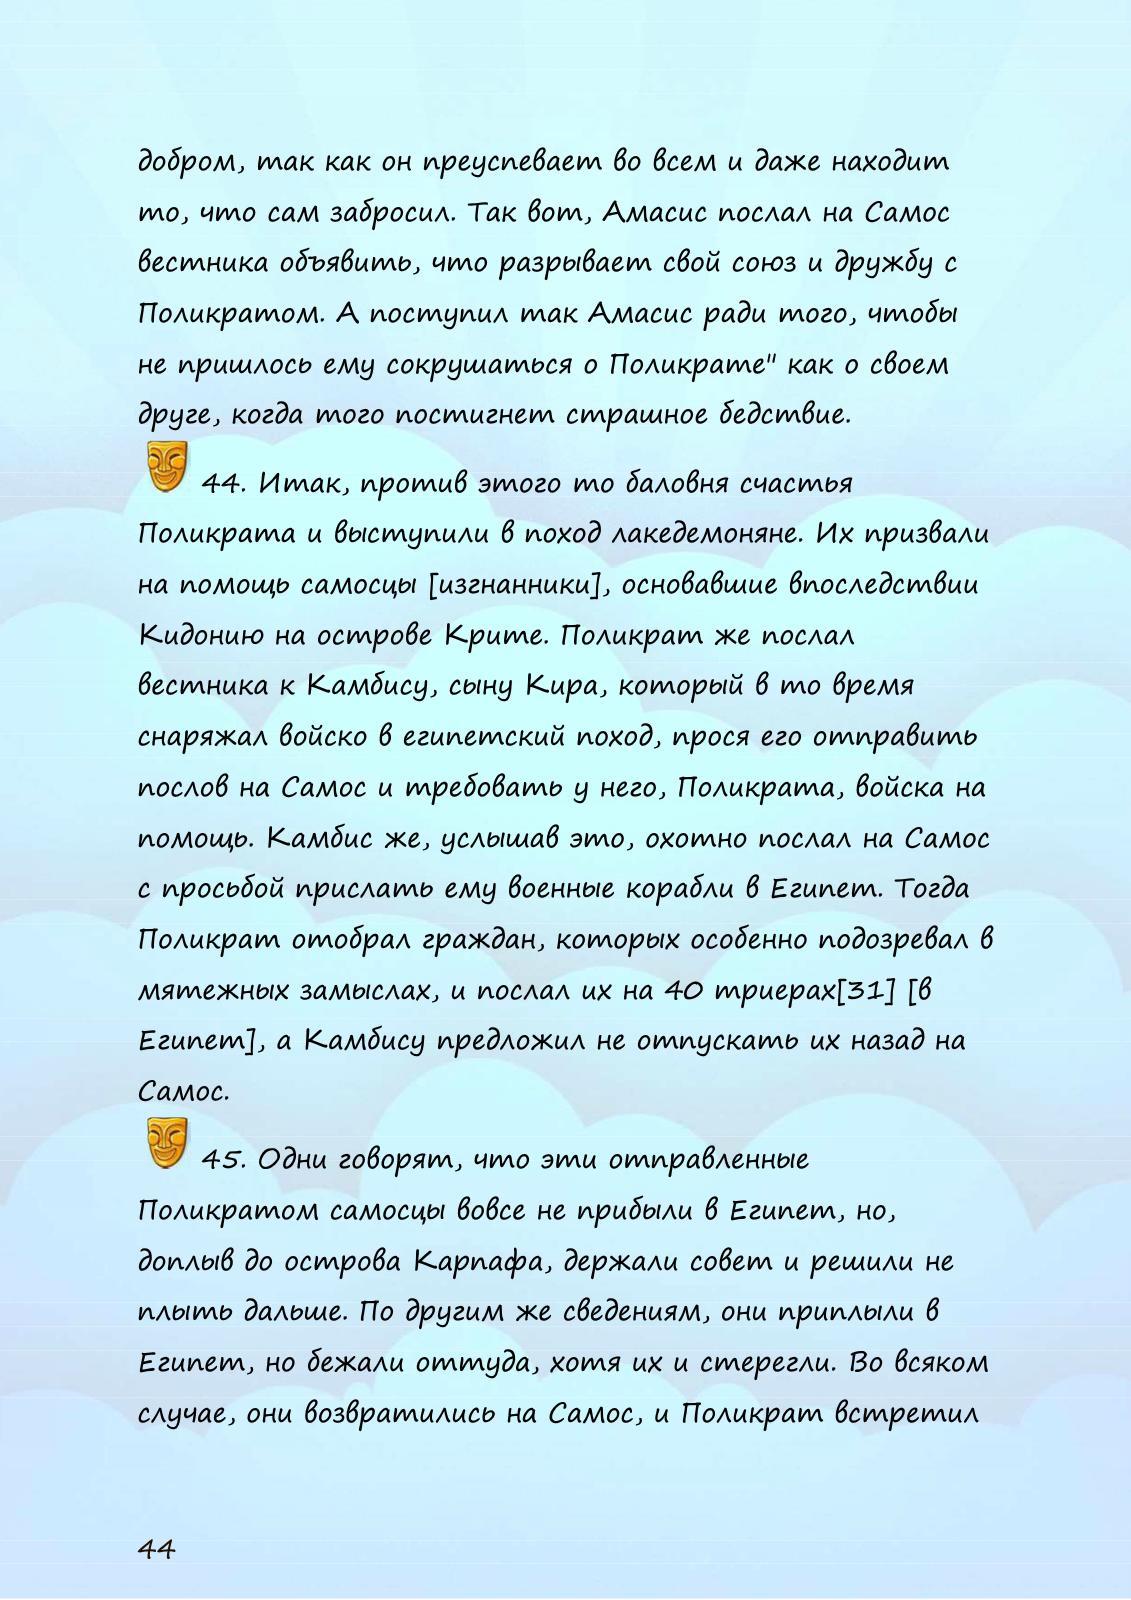 добром, так как он преуспевает во всем и даже находит
то, что сам забросил. Так вот, Амасис послал на Самос
вестника объявить, что разрывает свой союз и дружбу с
Поликратом. А поступил так Амасис ради того, чтобы
не пришлось ему сокрушаться о Поликрате" как о своем
друге, когда того постигнет страшное бедствие.
44. Итак, против этого то баловня счастья
Поликрата и выступили в поход лакедемоняне. Их призвали
на помощь самосцы [изгнанники], основавшие впоследствии
Кидонию на острове Крите. Поликрат же послал
вестника к Камбису, сыну Кира, который в то время
снаряжал войско в египетский поход, прося его отправить
послов на Самос и требовать у него, Поликрата, войска на
помощь. Камбис же, услышав это, охотно послал на Самос
с просьбой прислать ему военные корабли в Египет. Тогда
Поликрат отобрал граждан, которых особенно подозревал в
мятежных замыслах, и послал их на 40 триерах[31] [в
Египет], а Камбису предложил не отпускать их назад на
Самос.
45. Одни говорят, что эти отправленные
Поликратом самосцы вовсе не прибыли в Египет, но,
доплыв до острова Карпафа, держали совет и решили не
плыть дальше. По другим же сведениям, они приплыли в
Египет, но бежали оттуда, хотя их и стерегли. Во всяком
случае, они возвратились на Самос, и Поликрат встретил
44